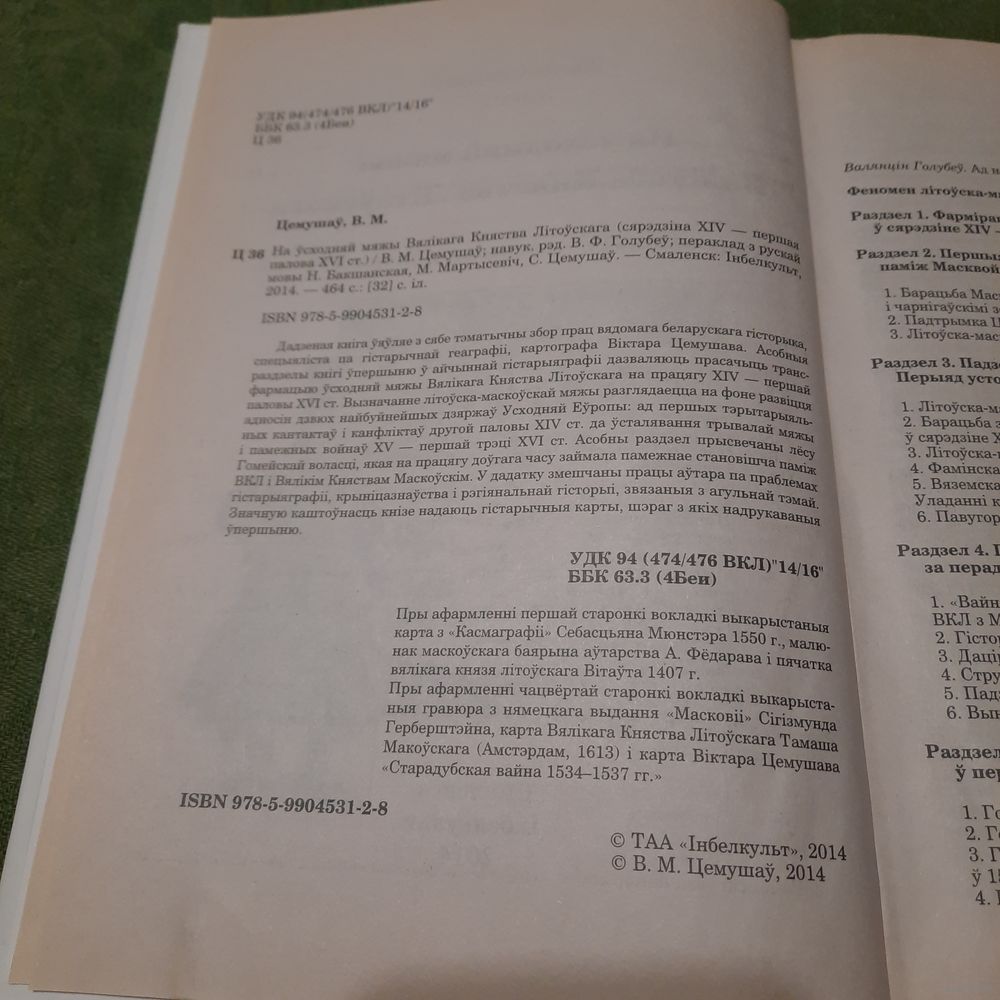 УДК 94(474/476 ВКЛ)"14/16"
ББК 63.3 (4Беи)
Ц 36
Цемушаў, В. М.
Ц 36 На ўсходняй мяжы Вялікага Княства Літоўскага (сярэдзіна XIV — першая
палова XVI ст.) / В. М. Цемушаў; навук. рэд. В. Ф. Голубеў; пераклад з рускай
мовы Н. Бакшанская, М. Мартысевіч, С. Цемушаў. — Смаленск: Інбелкульт,
2014. — 464 с.: [32] с. іл.
ISBN 978-5-9904531-2-8
Дадзеная кніга ўяўляе з сябе тэматычны збор прац вядомага беларускага гісторыка,
спецыяліста па гістарычнай геаграфіі, картографа Віктара Цемушава. Асобныя
раздзелы кнігі ўпершыню ў айчыннай гістарыяграфіі дазваляюць прасачыць транс-
фармацыю ўсходняй мяжы Вялікага Княства Літоўскага на працягу XIV — першай
паловы XVI ст. Вызначэнне літоўска-маскоўскай мяжы разглядаецца на фоне развіцця
адносін дзвюх найбуйнейшых дзяржаў Усходняй Еўропы: ад першых тэрытарыяль-
ных кантактаў і канфліктаў другой паловы XIV ст. да ўсталявання трывалай мяжы
і памежных войнаў XV — першай трэці XVI ст. Асобны раздзел прысвечаны лёсу
Гомейскай воласці, якая на працягу доўгага часу займала памежнае становішча паміж
ВКЛ і Вялікім Княствам Маскоўскім. У дадатку змешчаны працы аўтара па праблемах
гістарыяграфіі, крыніцазнаўства і рэгіянальнай гісторыі, звязаныя з агульнай тэмай.
Значную каштоўнасць кнізе надаюць гістарычныя карты, шэраг з якіх надрукаваныя
ўпершыню.
УДК 94 (474/476 ВКЛ)"14/16"
ББК 63.3 (4Беи)
Пры афармленні першай старонкі вокладкі выкарыстаныя
карта з «Касмаграфіі» Себасцьяна Мюнстэра 1550 г., малю-
нак маскоўскага баярына аўтарства А. Фёдарава і пячатка
вялікага князя літоўскага Вітаўта 1407 г.
Пры афармленні чацвёртай старонкі вокладкі выкарыста-
ныя гравюра з нямецкага выдання «Масковіі» Сігізмунда
Герберштэйна, карта Вялікага Княства Літоўскага Тамаша
Макоўскага (Амстэрдам, 1613) і карта Віктара Цемушава
«Старадубская вайна 1534–1537 гг.»
ISBN 978-5-9904531-2-8
© ТАА «Інбелкульт», 2014
© В. М. Цемушаў, 2014
Валянцін Голубеў. Ад
Феномен літоўска-
Раздзел 1. Фарміра
ў сярэдзіне XIV –
Раздзел 2. Першы
паміж Масквой
1. Барацьба Мас
і чарнігаўскімі
2. Падтрымка
3. Літоўска-мас
Раздзел 3. Падз
Перыяд усто
1. Літоўска-м
2. Барацьба
ў сярэдзіне X
3. Літоўска-
4. Фамінска
5. Вяземска
Уладанні к
6. Павугор
Раздзел 4.
за перад
1. «Вайн
ВКЛ з М
2. Гістор
3. Дацір
4. Стру
5. Пад
6. Вын
Раздзел
ў пе
1. Го
2. Г
3. Г
ў 1
4.